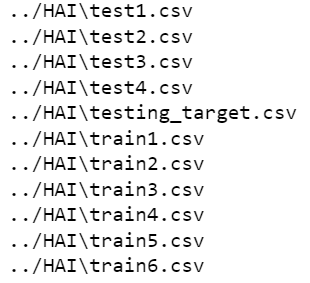 ../HAI\test1.csv
../HAI\test2.csv
../HAI\test3.csv
../HAI\test4.csv
../HAI\testing_target.csv
../HAI\train1.csv
../HAI\train2.csv
../HAI\train3.csv
../HAI\train4.csv
../HAI\train5.csv
../HAI\train6.csv